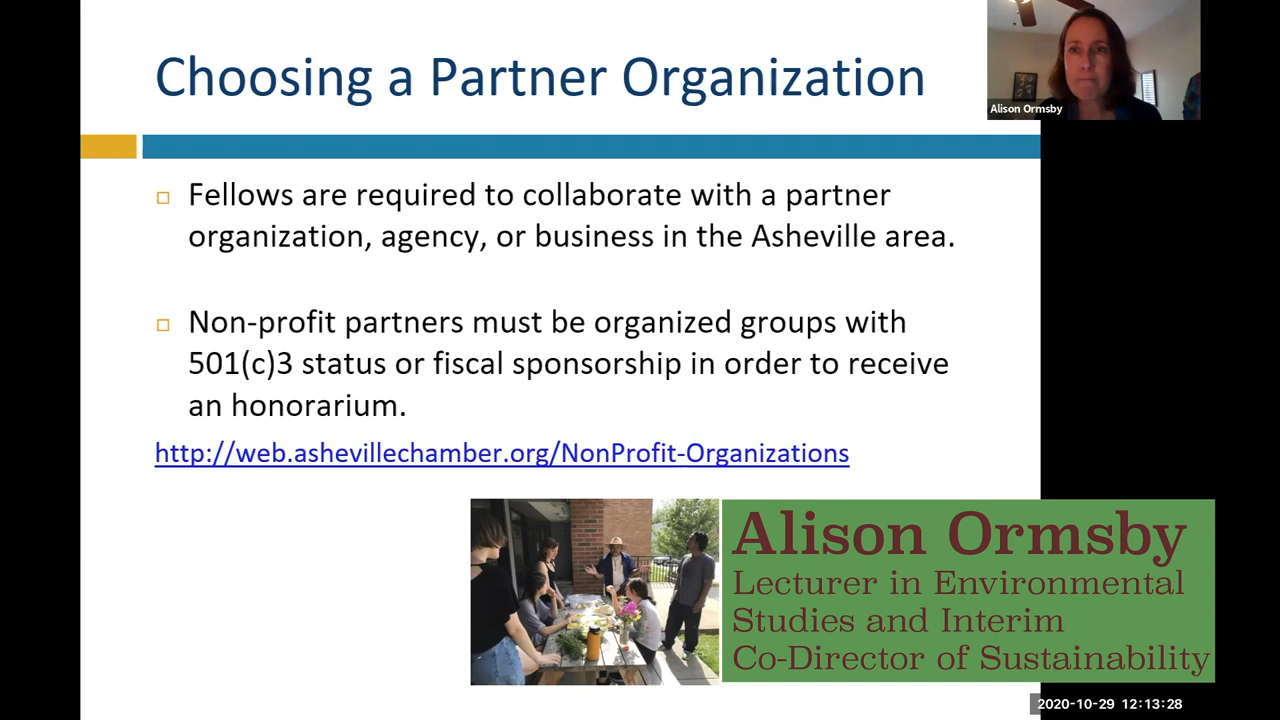 Choosing a Partner Organization
Alison Ormsby
Fellows are required to collaborate with a partner
organization, agency, or business in the Asheville area.
Non-profit partners must be organized groups with
501(c)3 status or fiscal sponsorship in order to receive
an honorarium.
http://web.ashevillechamber.org/NonProfit-Organizations
Alison Ormsby
Lecturer in Environmental
Studies and Interim
Co-Director of Sustainability
2020-10-29 12:13:28